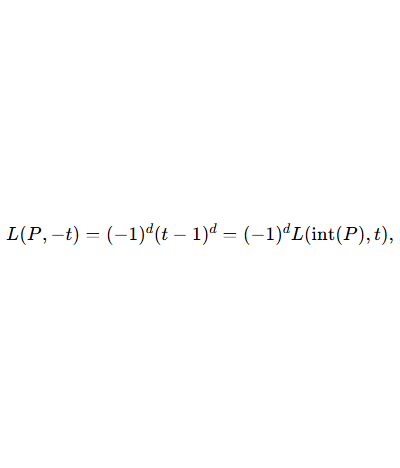 L(P, −t) = (−1)^d(t − 1)^d = (−1)^d L(int(P), t),